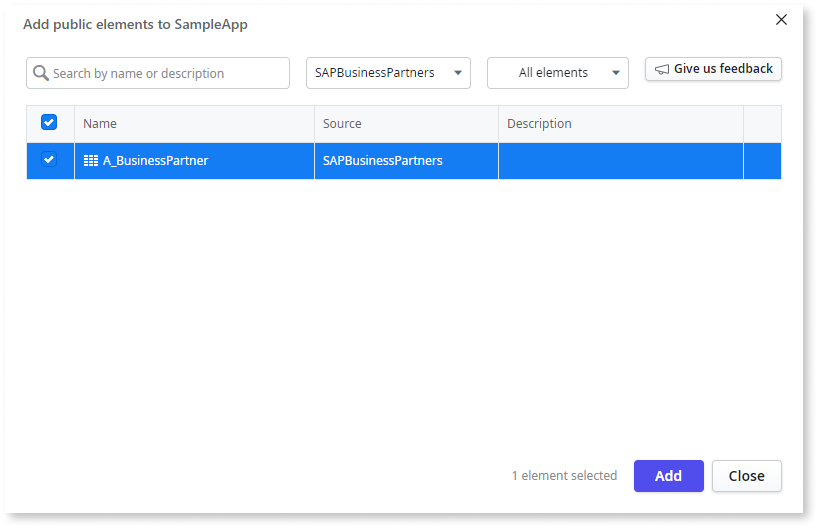 Add public elements to SampleApp
Search by name or description
SAPBusinessPartners
All elements
Give us feedback
Name Source Description
A_BusinessPartner SAPBusinessPartners
1 element selected
Add
Close